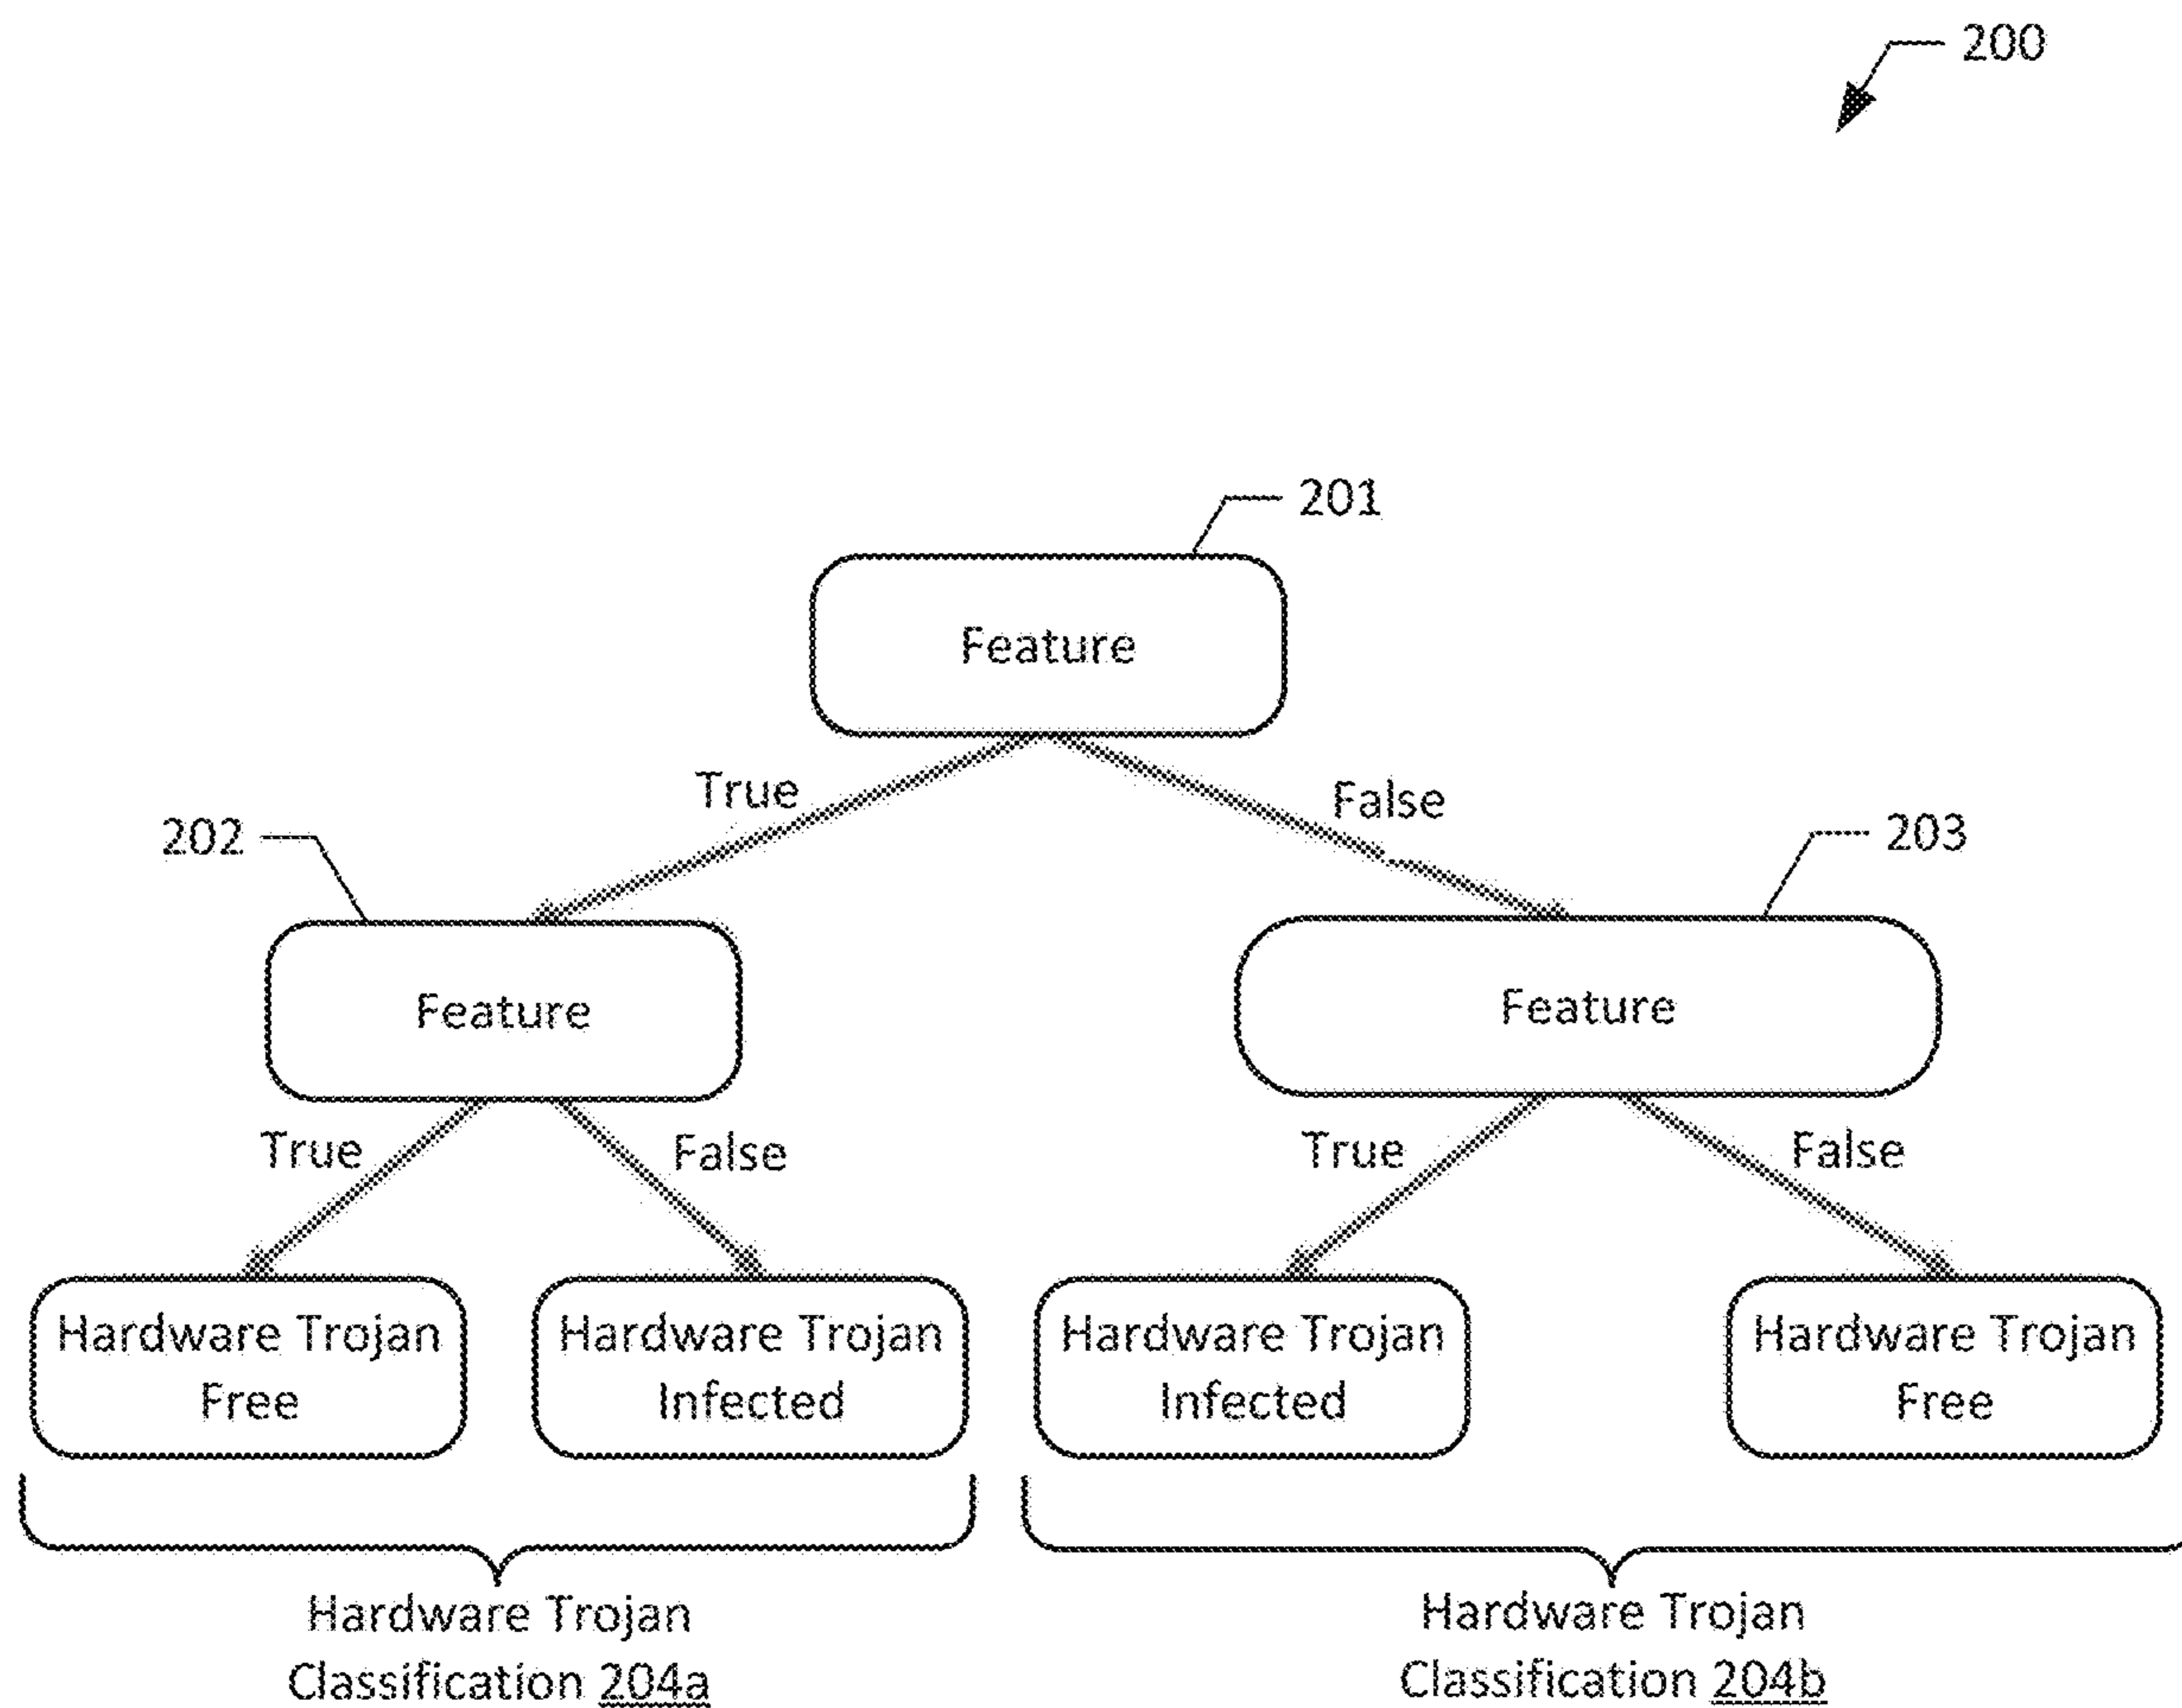 200
201
Feature
True
False
202
203
Feature
Feature
True
False
True
False
Hardware Trojan
Free
Hardware Trojan
Infected
Hardware Trojan
Infected
Hardware Trojan
Free
Hardware Trojan
Classification 204a
Hardware Trojan
Classification 204b